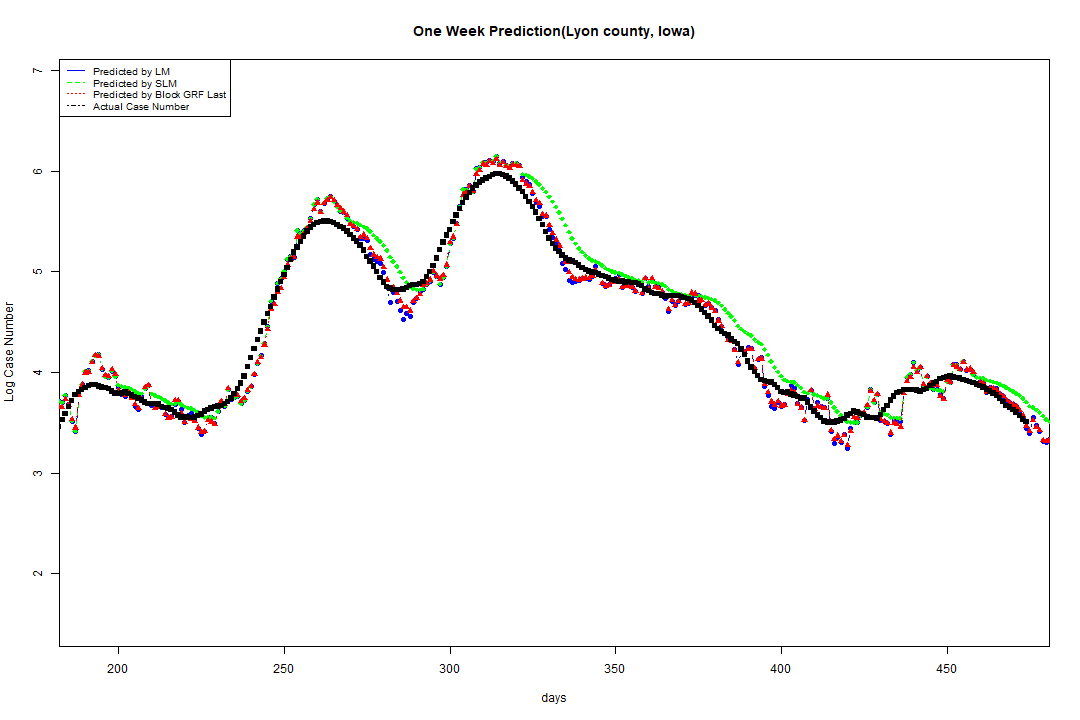 One Week Prediction(Lyon county, Iowa)
Predicted by LM
Predicted by SLM
Predicted by Block GRF Last
Actual Case Number
7
6
5
4
3
2
Log Case Number
200 250 300 350 400 450
days